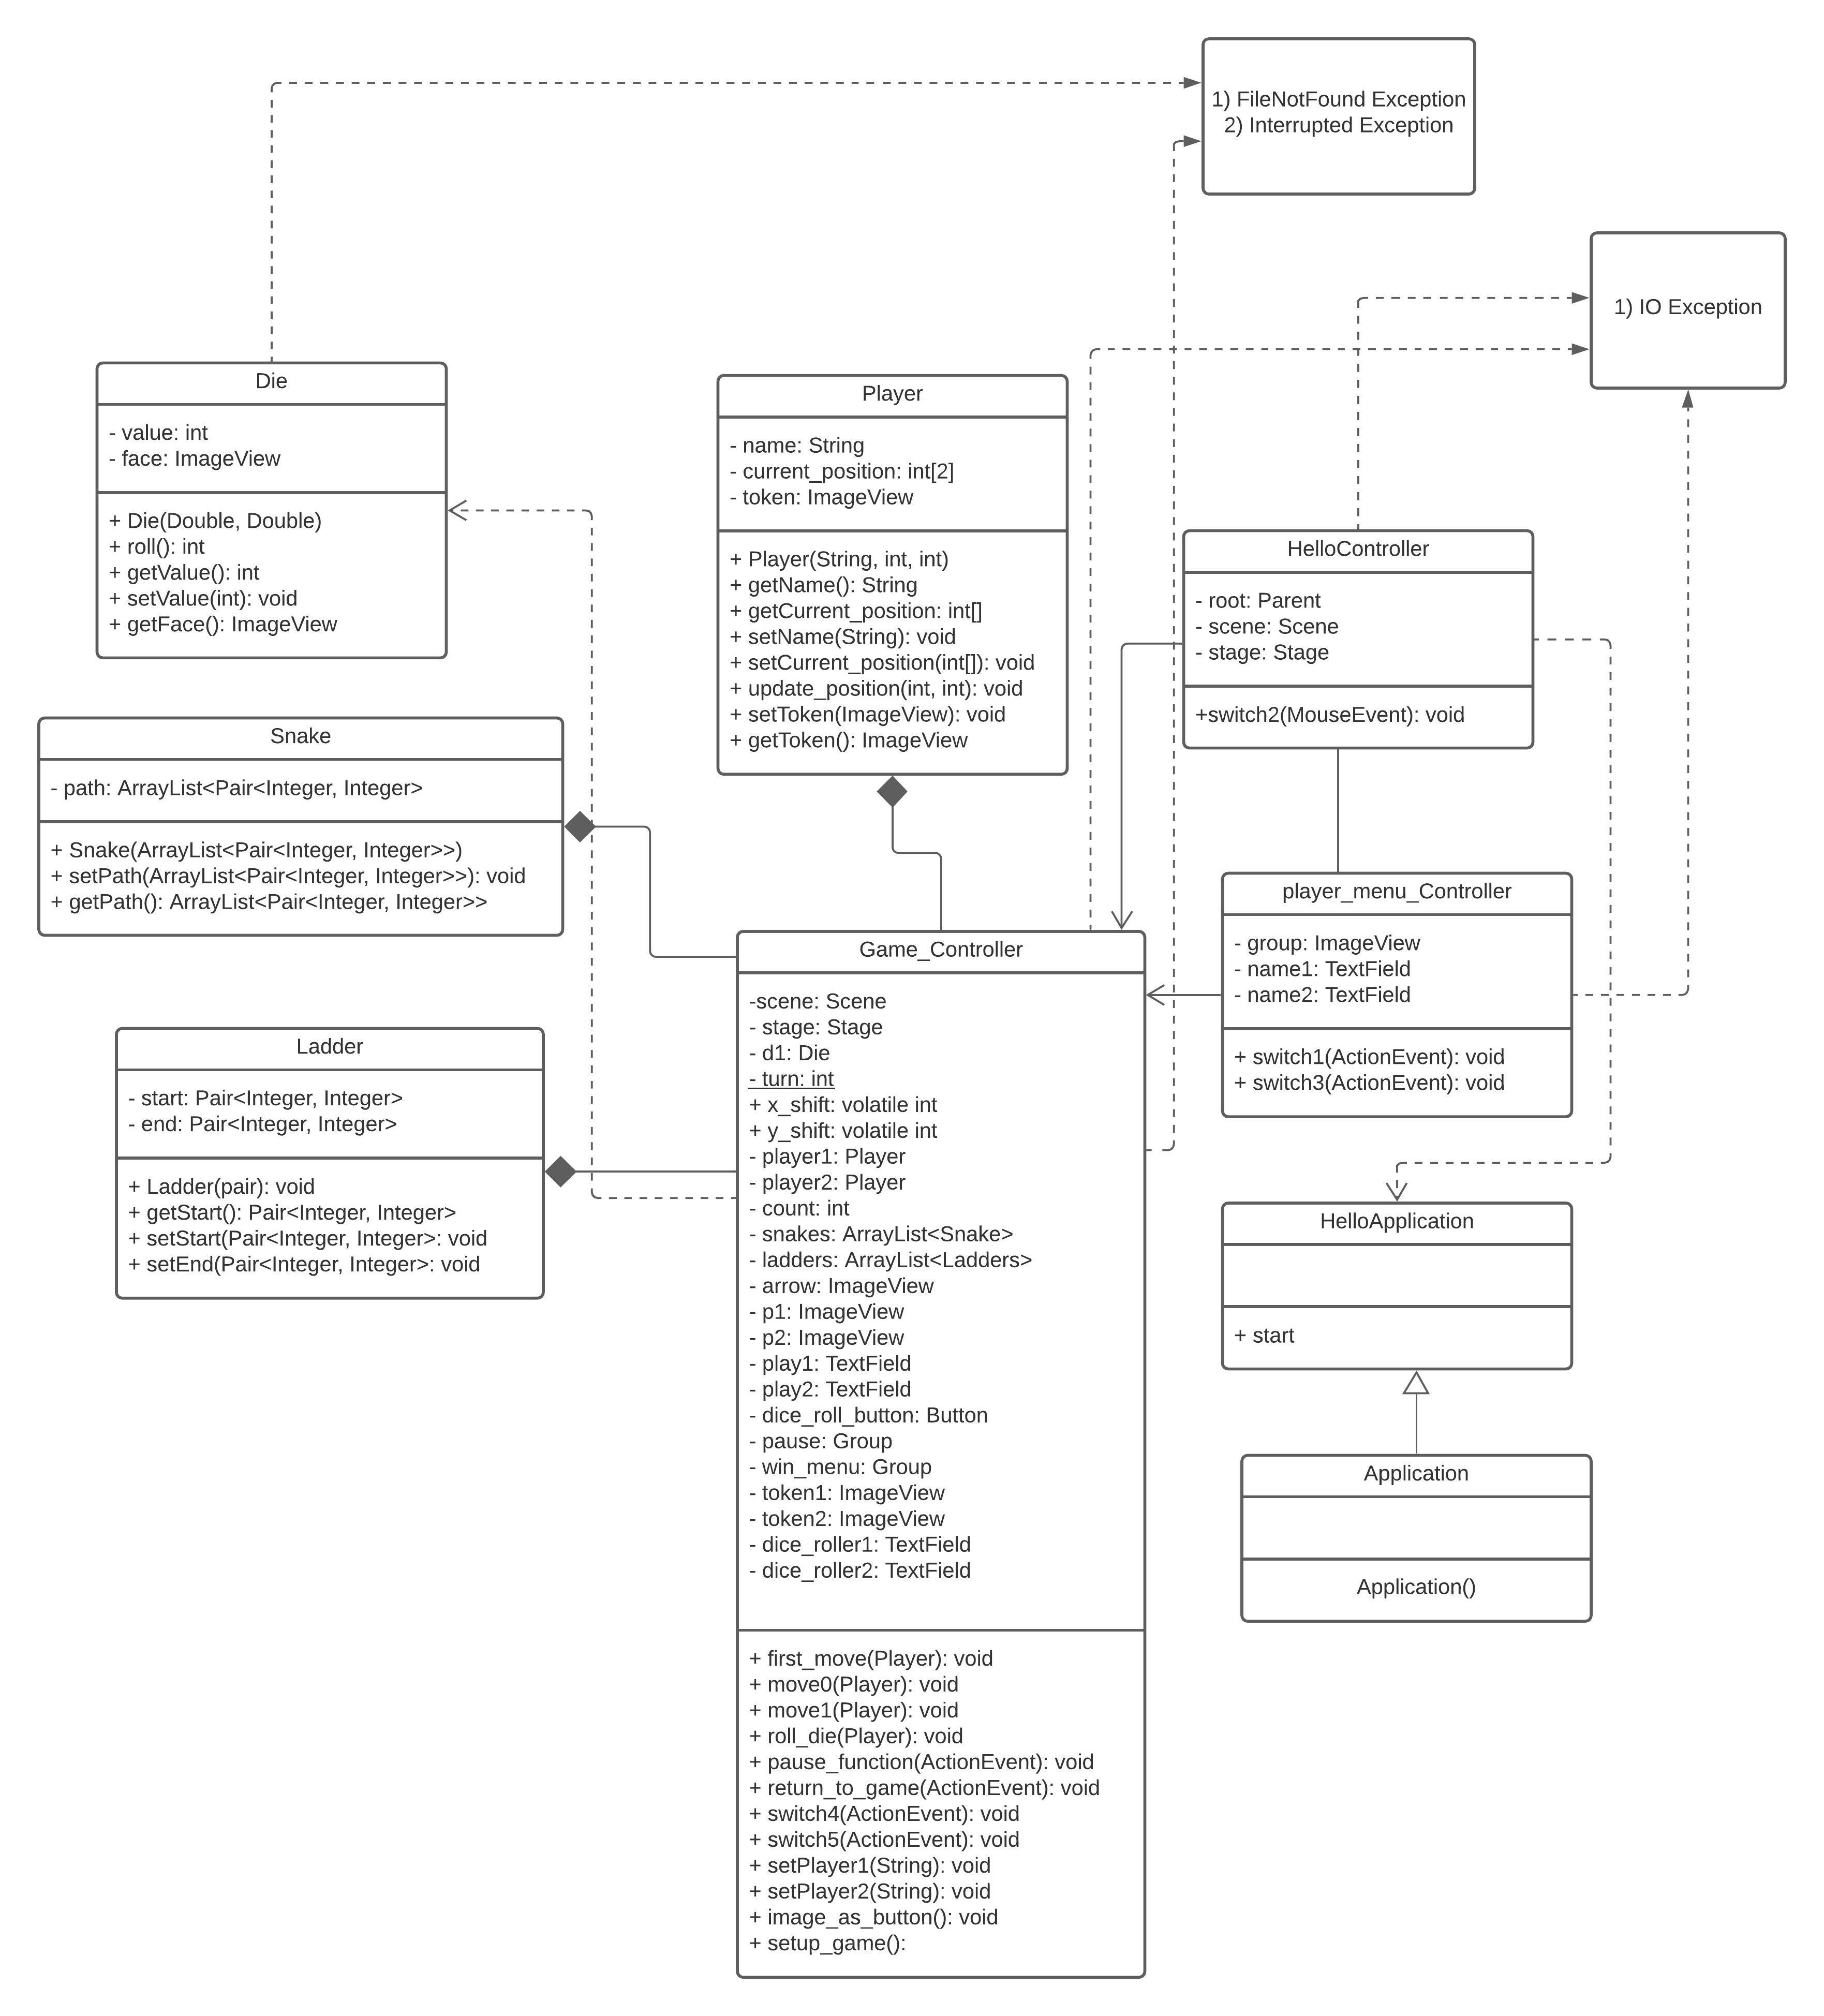 1) FileNotFound Exception
2) Interrupted Exception
1) IO Exception
Die
- value: int
- face: ImageView
+ Die(Double, Double)
+ roll(): int
+ getValue(): int
+ setValue(int): void
+ getFace(): ImageView
Player
- name: String
- current_position: int[2]
- token: ImageView
+ Player(String, int, int)
+ getName(): String
+ getCurrent_position: int[]
+ setName(String): void
+ setCurrent_position(int[]): void
+ update_position(int, int): void
+ setToken(ImageView): void
+ getToken(): ImageView
HelloController
- root: Parent
- scene: Scene
- stage: Stage
+switch2(MouseEvent): void
Snake
- path: ArrayList<Pair<Integer, Integer>
+ Snake(ArrayList<Pair<Integer, Integer>>)
+ setPath(ArrayList<Pair<Integer, Integer>>): void
+ getPath(): ArrayList<Pair<Integer, Integer>>
player_menu_Controller
- group: ImageView
- name1: TextField
- name2: TextField
+ switch1(ActionEvent): void
+ switch3(ActionEvent): void
Ladder
- start: Pair<Integer, Integer>
- end: Pair<Integer, Integer>
+ Ladder(pair): void
+ getStart(): Pair<Integer, Integer>
+ setStart(Pair<Integer, Integer>: void
+ setEnd(Pair<Integer, Integer>: void
Game_Controller
-scene: Scene
- stage: Stage
- d1: Die
- turn: int
+ x_shift: volatile int
+ y_shift: volatile int
- player1: Player
- player2: Player
- count: int
- snakes: ArrayList<Snake>
- ladders: ArrayList<Ladders>
- arrow: ImageView
- p1: ImageView
- p2: ImageView
- play1: TextField
- play2: TextField
- dice_roll_button: Button
- pause: Group
- win_menu: Group
- token1: ImageView
- token2: ImageView
- dice_roller1: TextField
- dice_roller2: TextField
+ first_move(Player): void
+ move0(Player): void
+ move1(Player): void
+ roll_die(Player): void
+ pause_function(ActionEvent): void
+ return_to_game(ActionEvent): void
+ switch4(ActionEvent): void
+ switch5(ActionEvent): void
+ setPlayer1(String): void
+ setPlayer2(String): void
+ image_as_button(): void
+ setup_game():
HelloApplication
+ start
Application
Application()